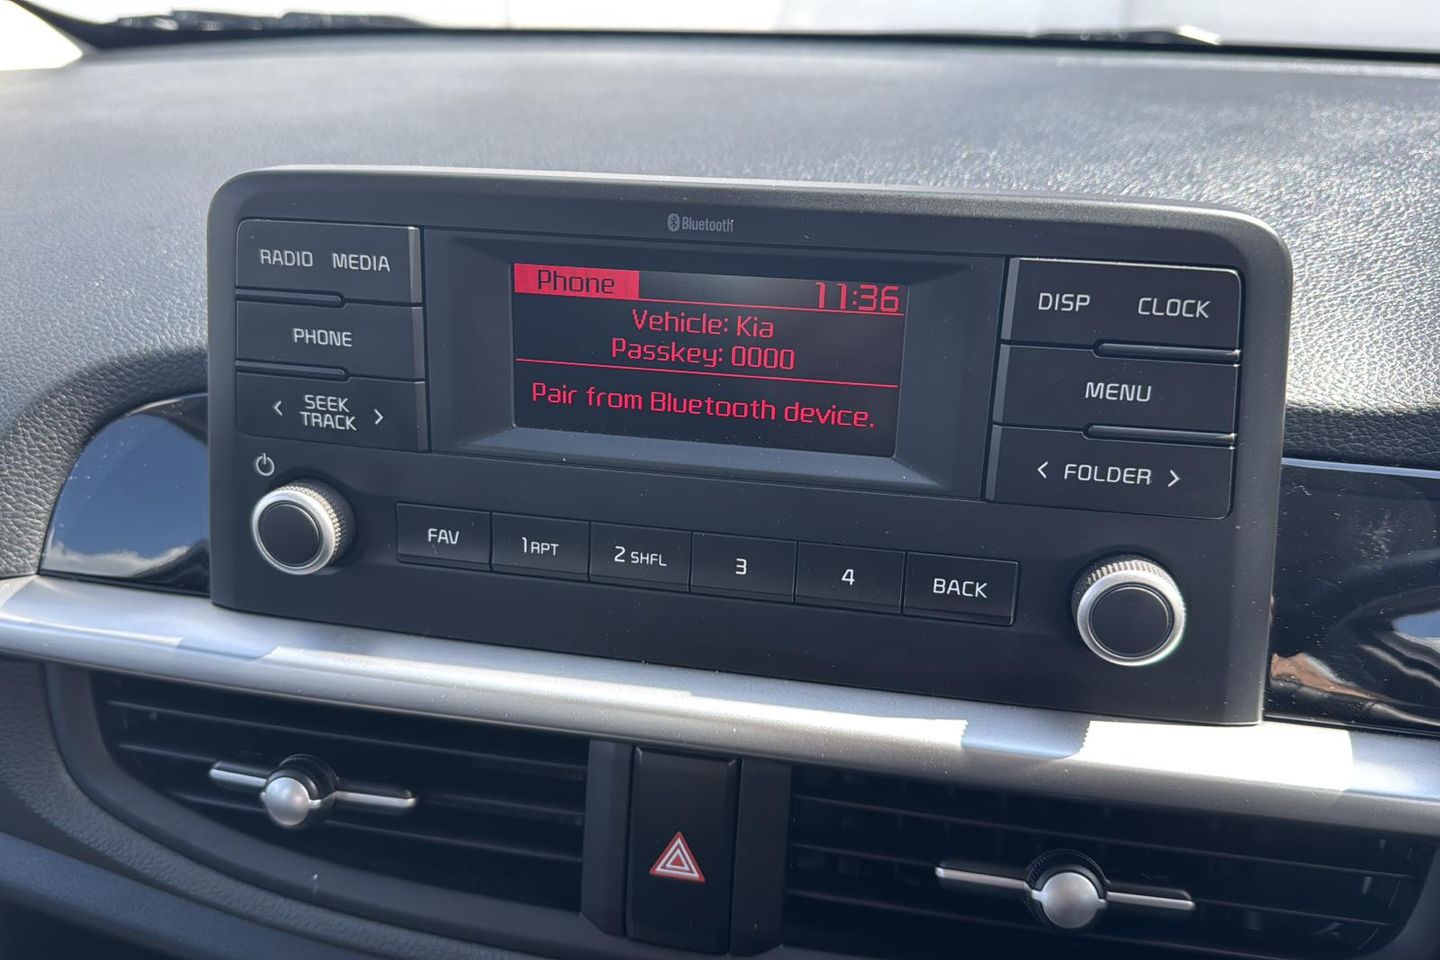 Bluetooth
RADIO MEDIA
PHONE
< SEEK TRACK >
Phone 11:36
Vehicle: Kia
Passkey: 0000
Pair from Bluetooth device.
DISP CLOCK
MENU
< FOLDER >
FAV 1 RPT 2 SHFL 3 4 BACK